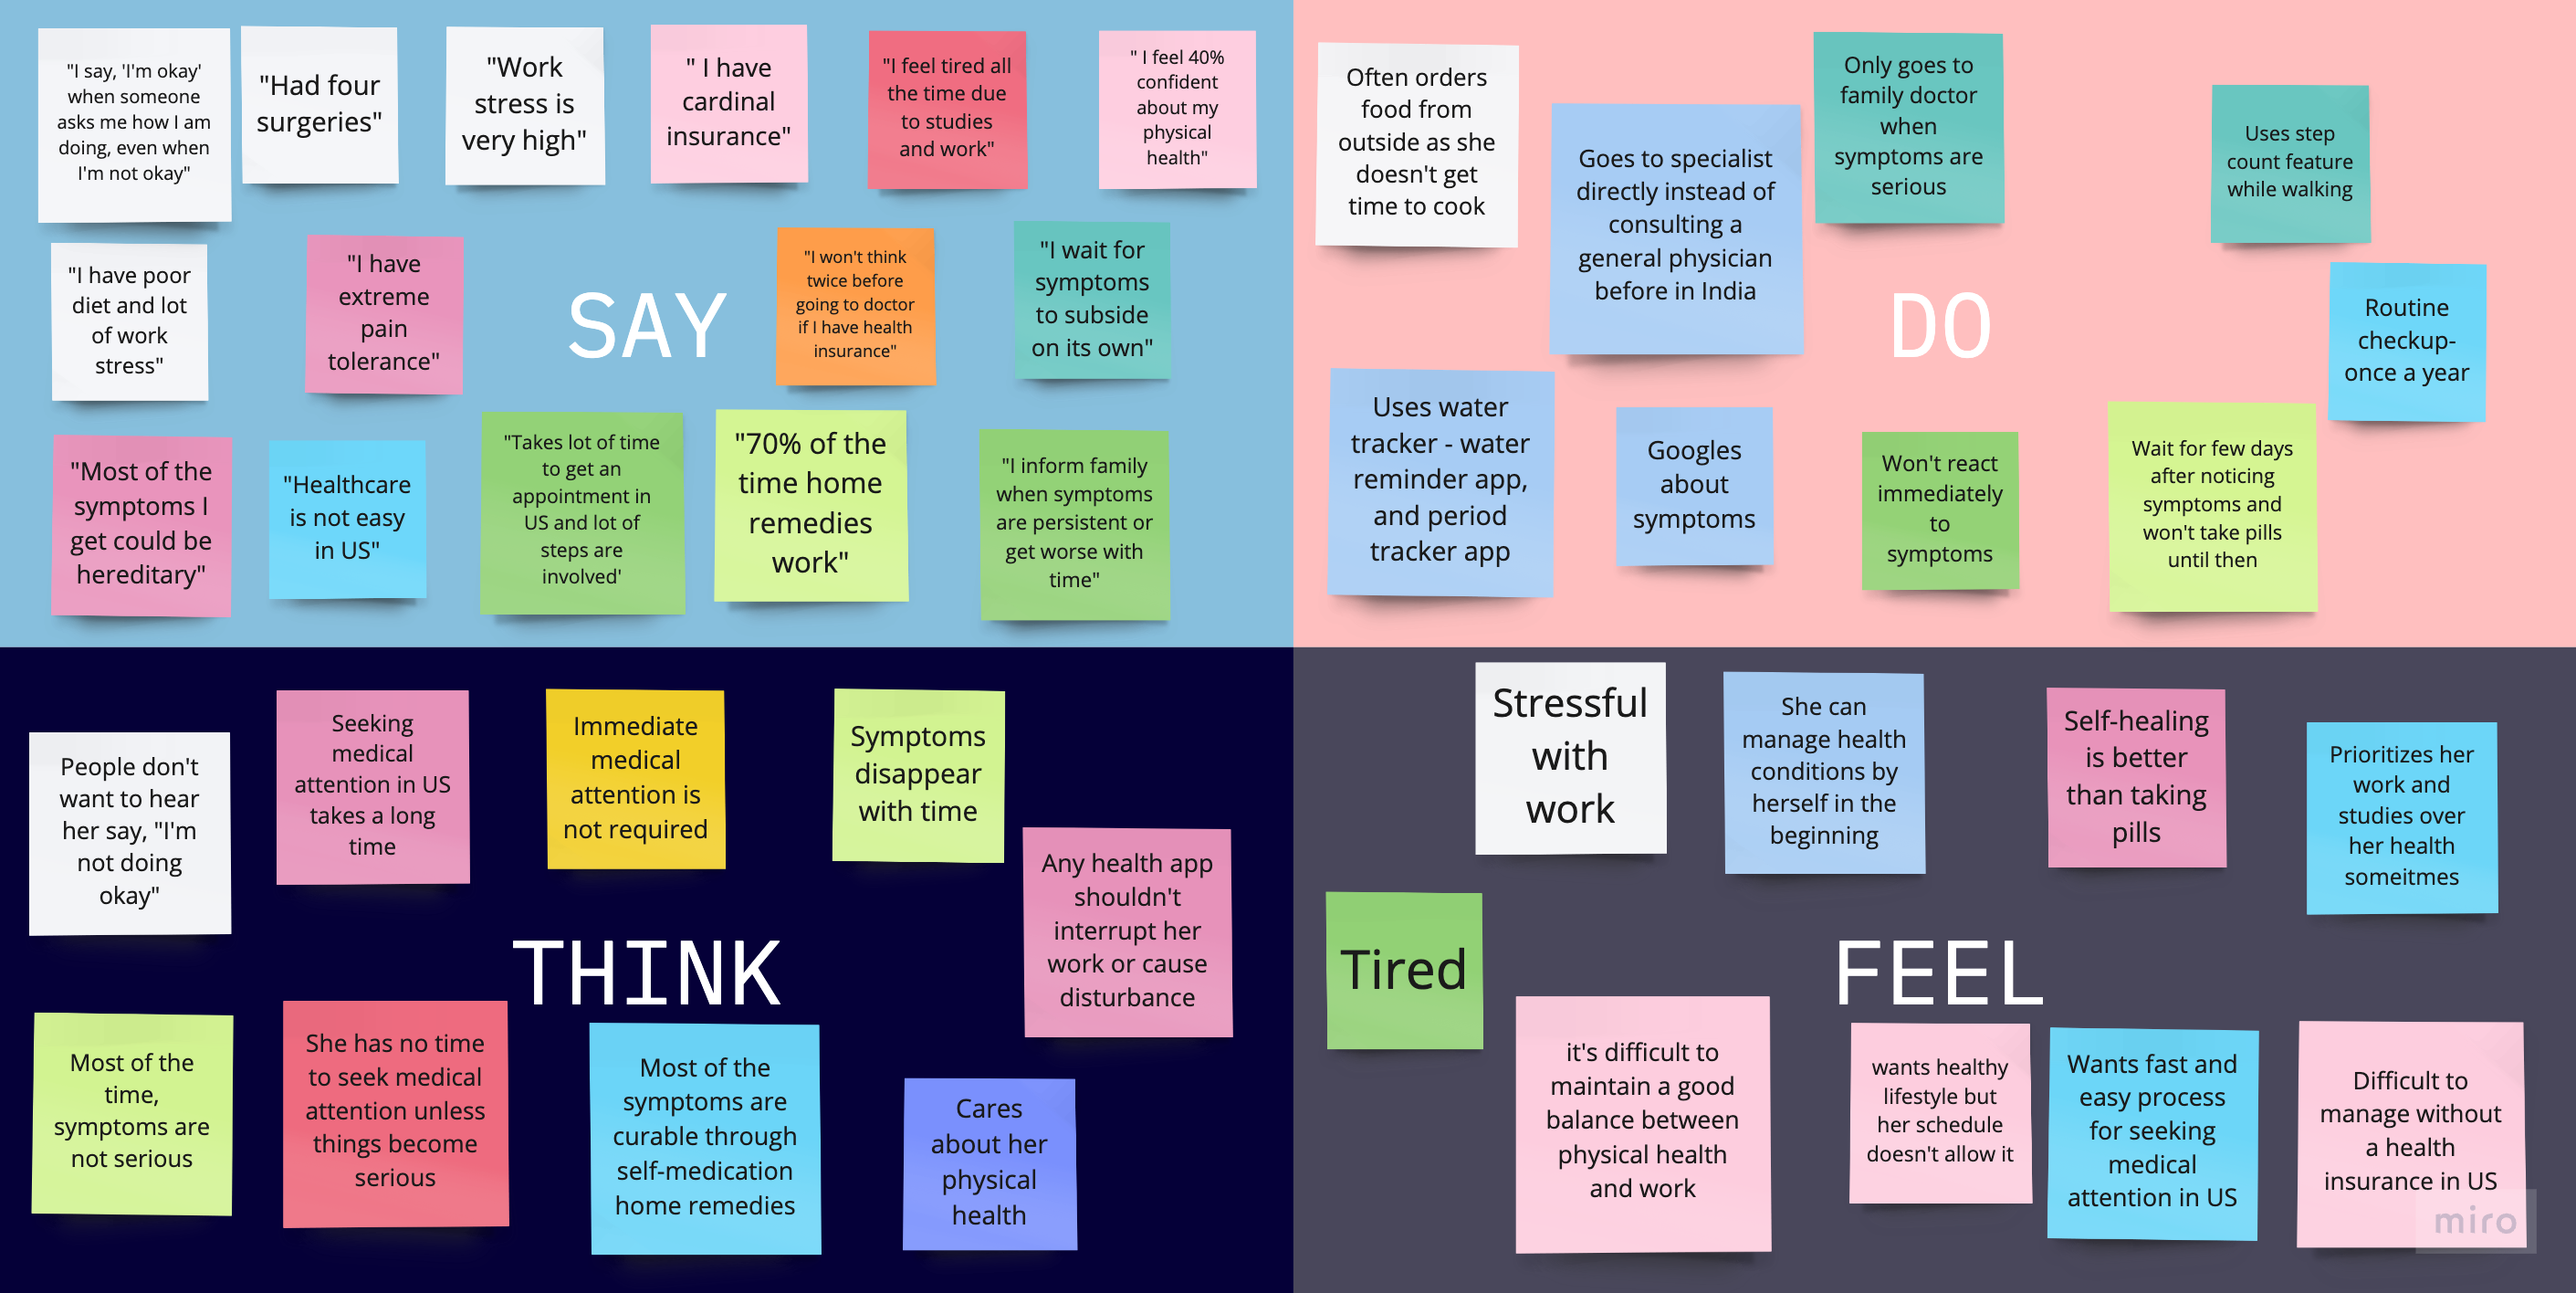 "I say, 'I'm okay'
when someone
asks me how I am
doing, even when
I'm not okay"
"Had four
surgeries"
"Work
stress is
very high"
" I have
cardinal
insurance"
"I feel tired all
the time due
to studies
and work"
" I feel 40%
confident
about my
physical
health"
"I have poor
diet and lot
of work
stress"
"I have
extreme
pain
tolerance"
SAY
"I won't think
twice before
going to doctor
if I have health
insurance"
"I wait for
symptoms
to subside
on its own"
"Most of the
symptoms I
get could be
hereditary"
"Healthcare
is not easy
in US"
"Takes lot of time
to get an
appointment in
US and lot of
steps are
involved'
"70% of the
time home
remedies
work"
"I inform family
when symptoms
are persistent or
get worse with
time"
Often orders
food from
outside as she
doesn't get
time to cook
Goes to specialist
directly instead of
consulting a
general physician
before in India
Only goes to
family doctor
when
symptoms are
serious
Uses step
count feature
while walking
DO
Routine
checkup-
once a year
Uses water
tracker - water
reminder app,
and period
tracker app
Googles
about
symptoms
Won't react
immediately
to
symptoms
Wait for few days
after noticing
symptoms and
won't take pills
until then
People don't
want to hear
her say, "I'm
not doing
okay"
Seeking
medical
attention in US
takes a long
time
Immediate
medical
attention is
not required
Symptoms
disappear
with time
Any health app
shouldn't
interrupt her
work or cause
disturbance
THINK
Most of the
time,
symptoms are
not serious
She has no time
to seek medical
attention unless
things become
serious
Most of the
symptoms are
curable through
self-medication
home remedies
Cares
about her
physical
health
Stressful
with
work
She can
manage health
conditions by
herself in the
beginning
Self-healing
is better
than taking
pills
Prioritizes her
work and
studies over
her health
someitmes
Tired
FEEL
it's difficult to
maintain a good
balance between
physical health
and work
wants healthy
lifestyle but
her schedule
doesn't allow it
Wants fast and
easy process
for seeking
medical
attention in US
Difficult to
manage without
a health
insurance in US
miro